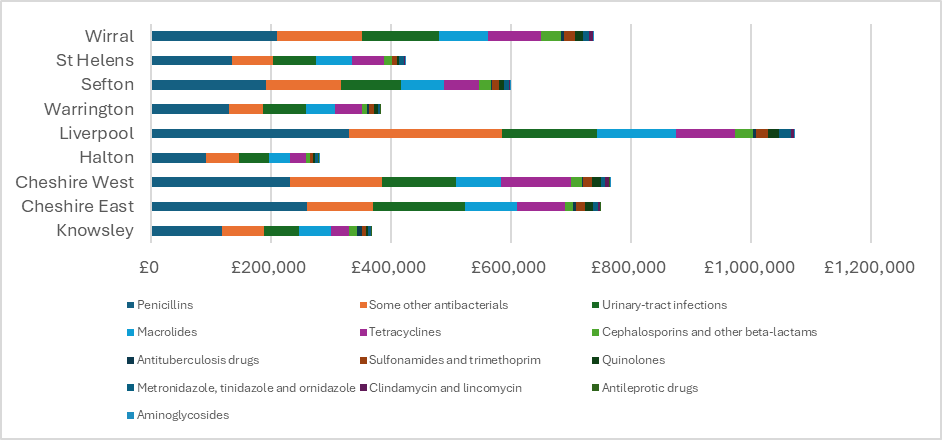 Wirral
St Helens
Sefton
Warrington
Liverpool
Halton
Cheshire West
Cheshire East
Knowsley
£0 £200,000 £400,000 £600,000 £800,000 £1,000,000 £1,200,000
Penicillins Some other antibacterials Urinary-tract infections
Macrolides Tetracyclines Cephalosporins and other beta-lactams
Antituberculosis drugs Sulfonamides and trimethoprim Quinolones
Metronidazole, tinidazole and ornidazole Clindamycin and lincomycin Antileprotic drugs
Aminoglycosides